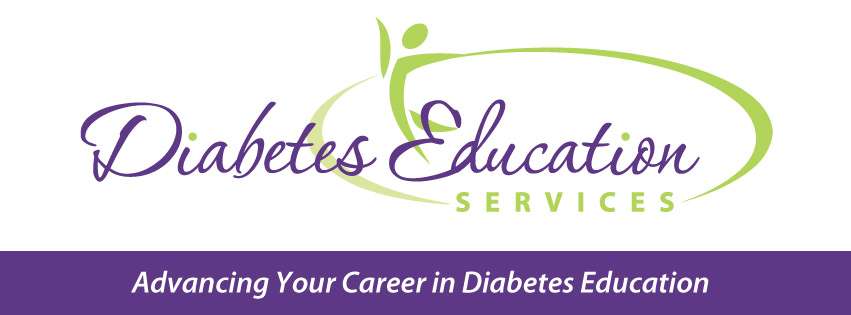 Diabetes Education
SERVICES
Advancing Your Career in Diabetes Education